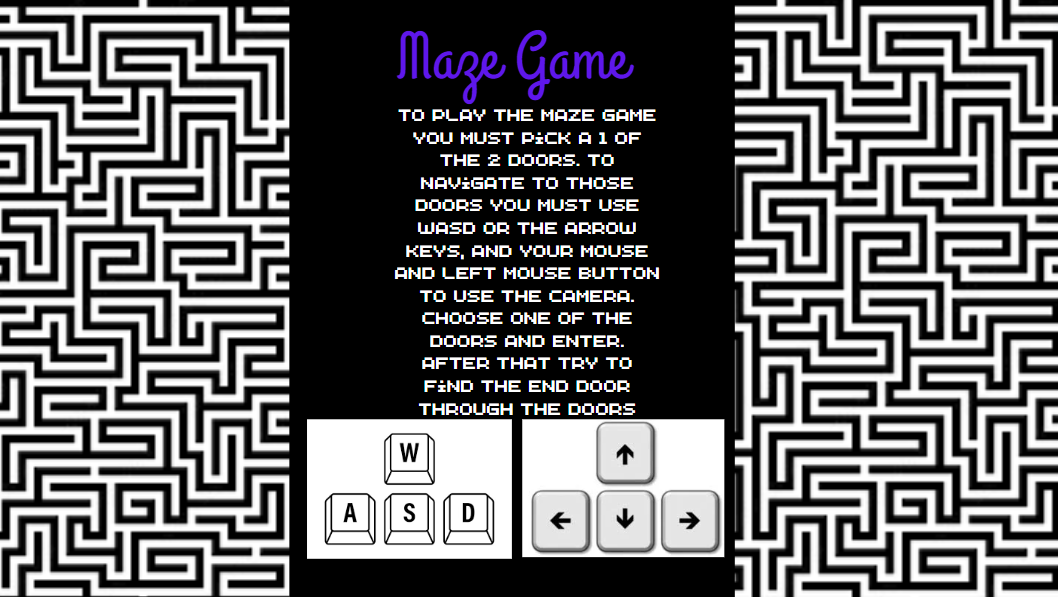 Maze Game
TO PLAY THE MAZE GAME
YOU MUST PiCK A 1 OF
THE 2 DOORS. TO
NAViGATE TO THOSE
DOORS YOU MUST USE
WASD OR THE ARROW
KEYS, AND YOUR MOUSE
AND LEFT MOUSE BUTTON
TO USE THE CAMERA.
CHOOSE ONE OF THE
DOORS AND ENTER.
AFTER THAT TRY TO
FiND THE END DOOR
THROUGH THE DOORS
W
A S D
↑
← ↓ →